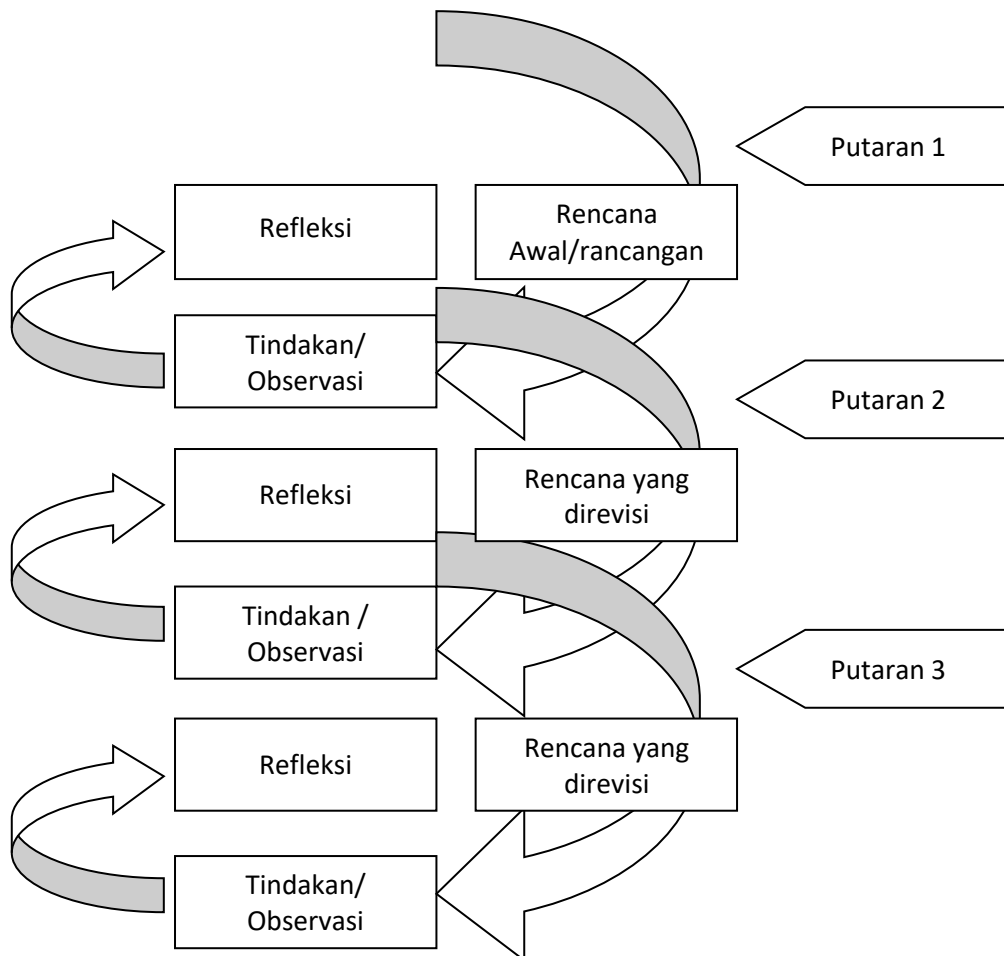 Putaran 1
Refleksi
Rencana
Awal/rancangan
Tindakan/
Observasi
Putaran 2
Refleksi
Rencana yang
direvisi
Tindakan /
Observasi
Putaran 3
Refleksi
Rencana yang
direvisi
Tindakan/
Observasi